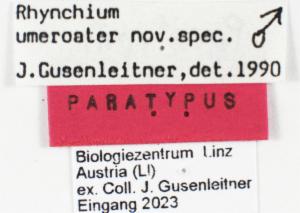 Rhynchium ♂
umeroater nov.spec.
J.Gusenleitner,det.1990
PARATYPUS
Biologiezentrum Linz
Austria (LI)
ex. Coll. J. Gusenleitner
Eingang 2023